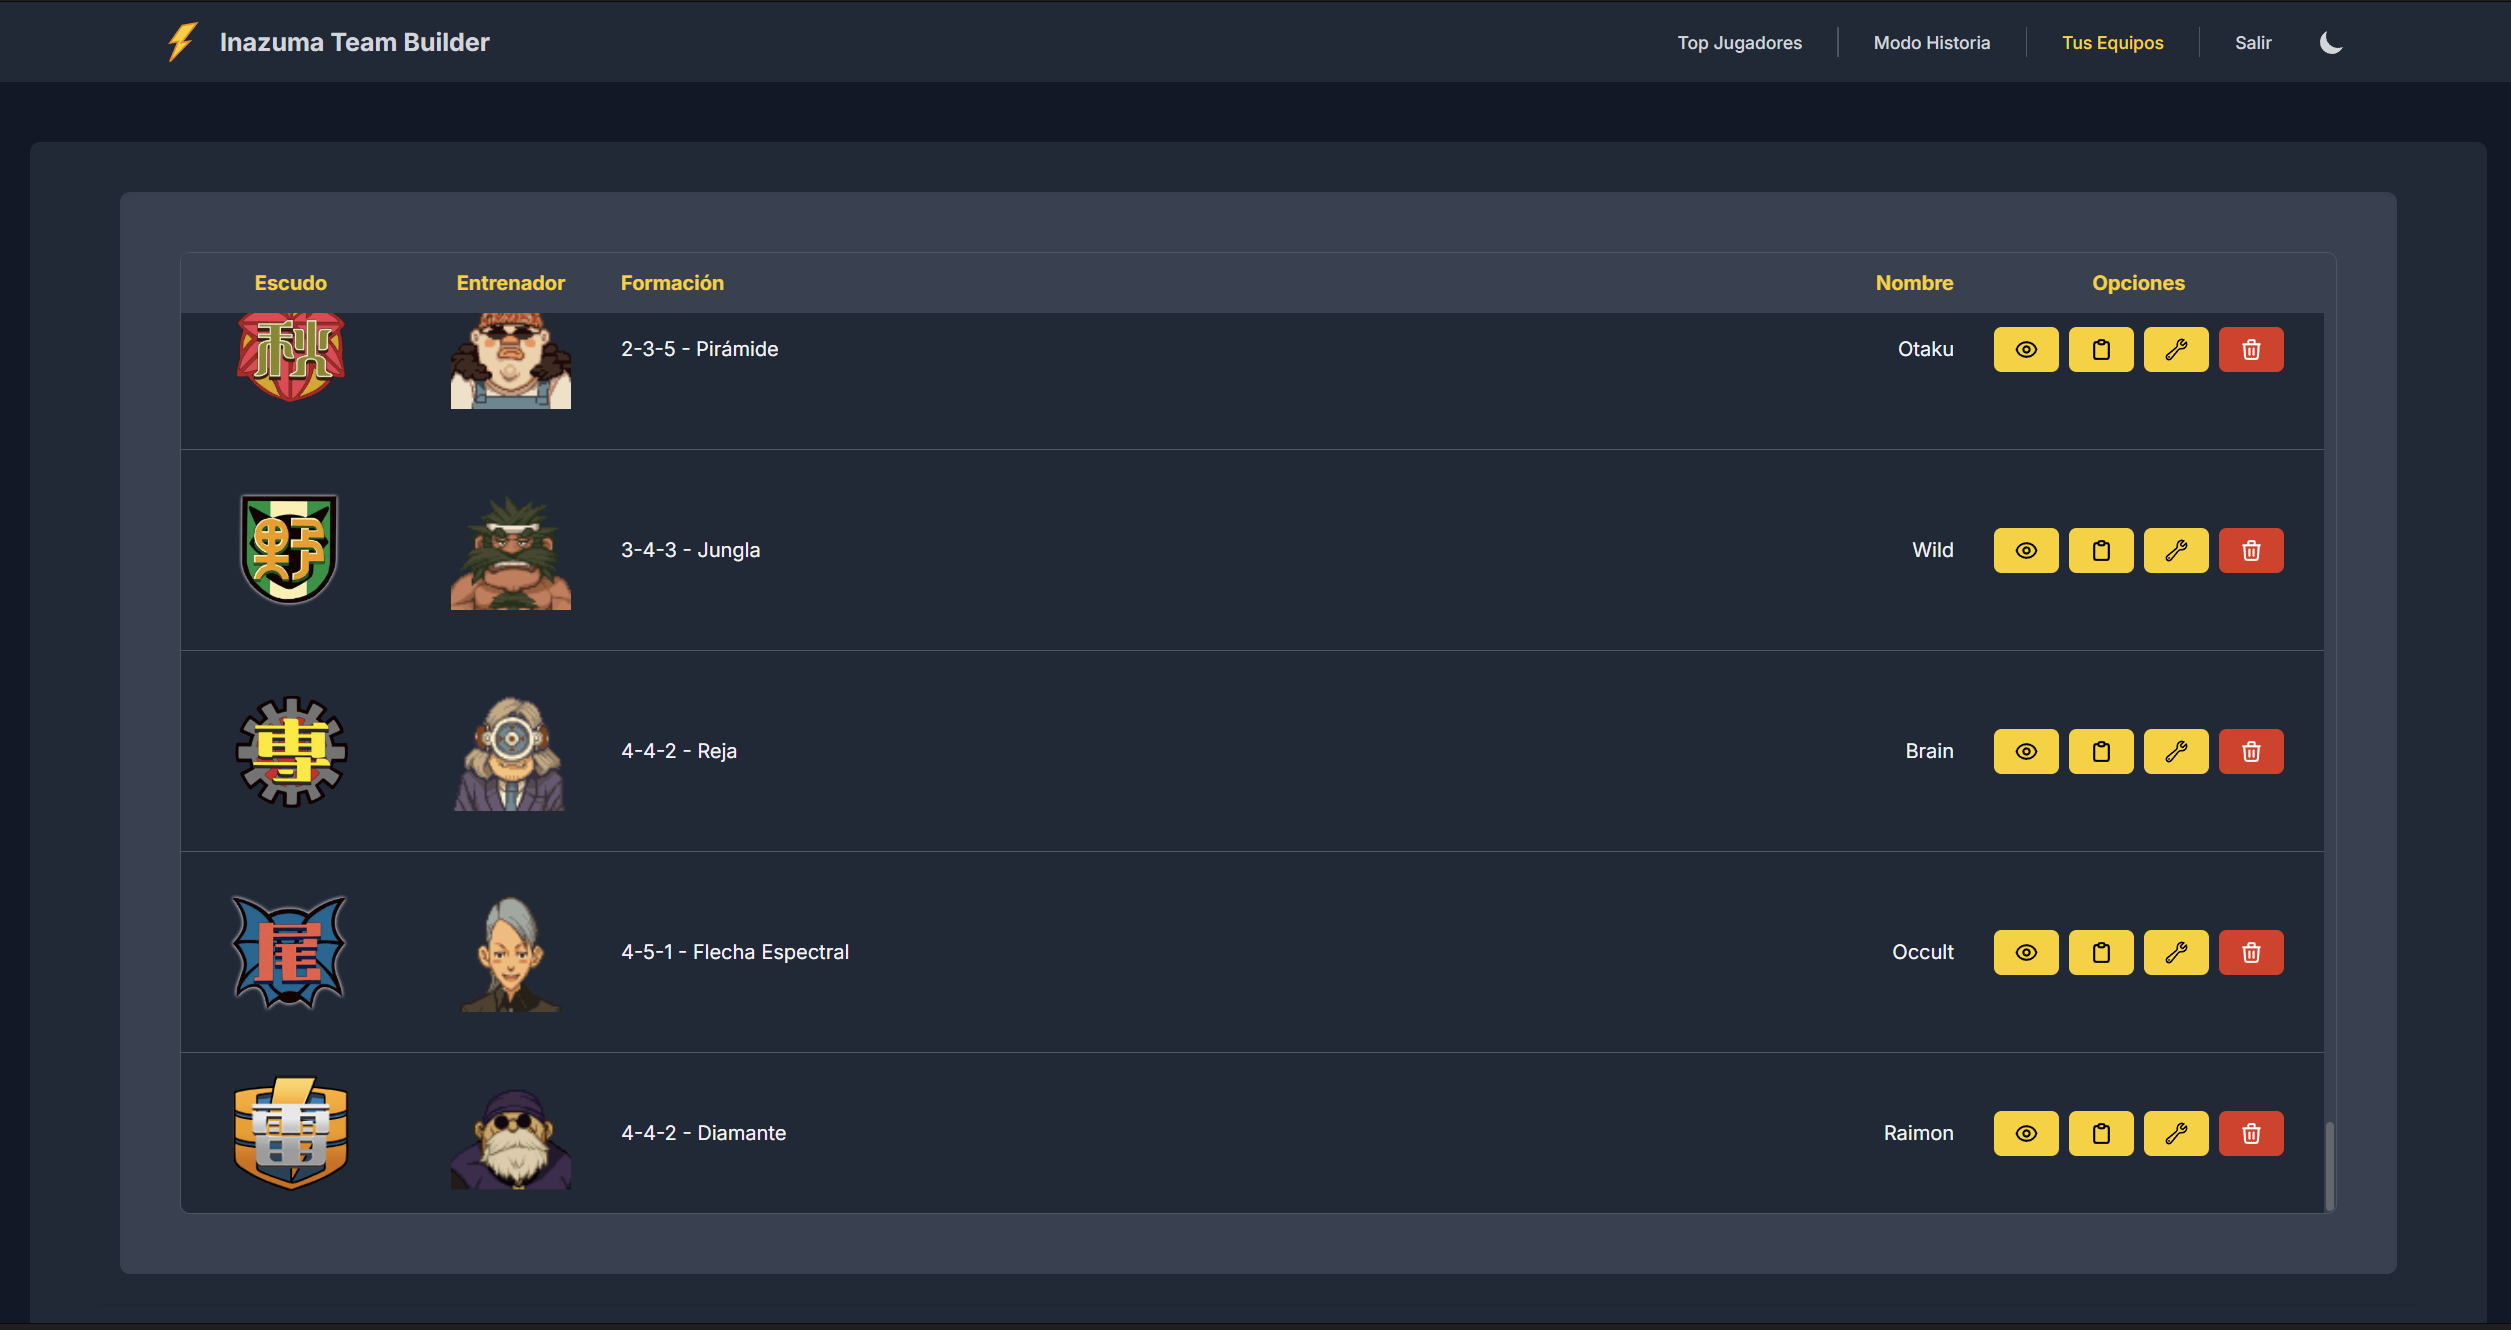 Inazuma Team Builder
Top Jugadores
Modo Historia
Tus Equipos
Salir
Escudo Entrenador Formación Nombre Opciones
秋
2-3-5 - Pirámide Otaku
野
3-4-3 - Jungla Wild
専
4-4-2 - Reja Brain
尾
4-5-1 - Flecha Espectral Occult
雷
4-4-2 - Diamante Raimon